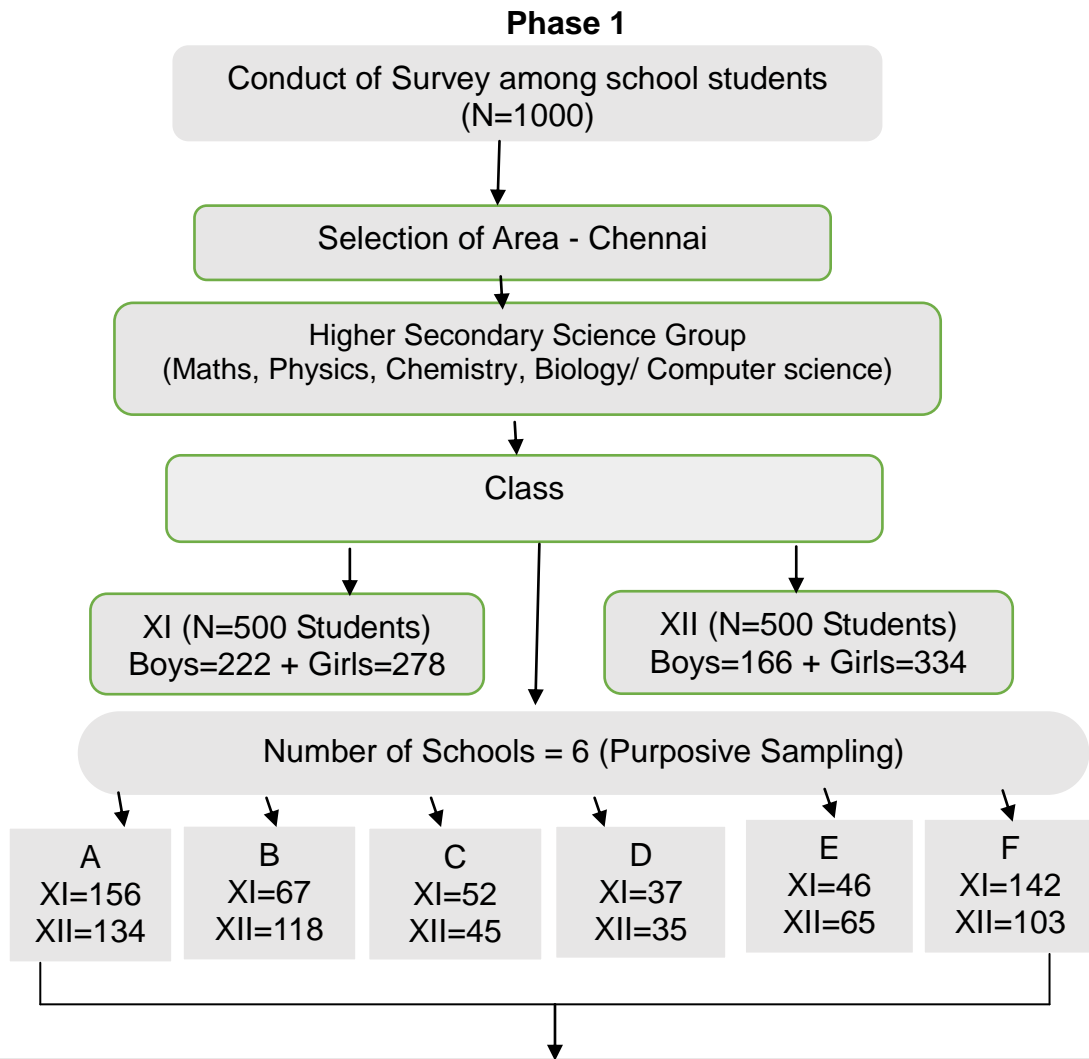 Phase 1
Conduct of Survey among school students
(N=1000)
Selection of Area - Chennai
Higher Secondary Science Group
(Maths, Physics, Chemistry, Biology/ Computer science)
Class
XI (N=500 Students)
Boys=222 + Girls=278
XII (N=500 Students)
Boys=166 + Girls=334
Number of Schools = 6 (Purposive Sampling)
A
XI=156
XII=134
B
XI=67
XII=118
C
XI=52
XII=45
D
XI=37
XII=35
E
XI=46
XII=65
F
XI=142
XII=103